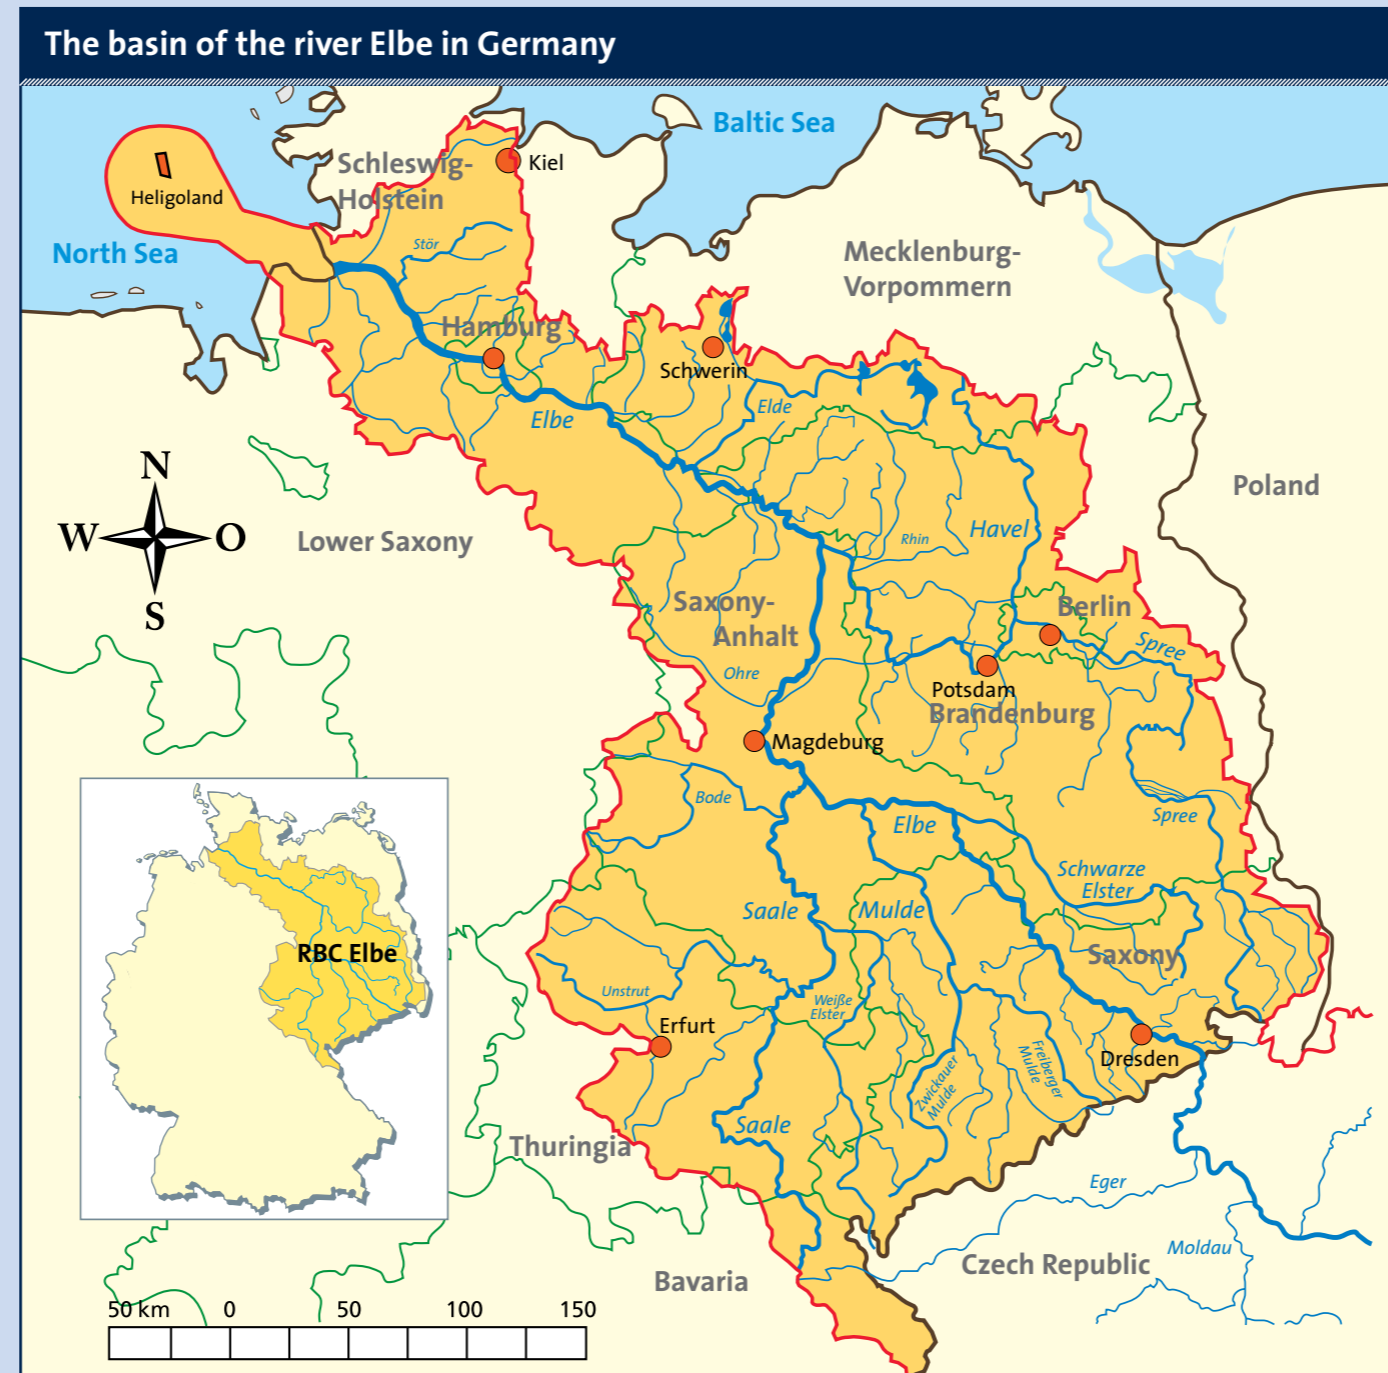 The basin of the river Elbe in Germany
Baltic Sea
Schleswig-
Holstein
Kiel
Heligoland
North Sea
Stör
Mecklenburg-
Vorpommern
Hamburg
Schwerin
Elbe
Elde
N
W
O
S
Lower Saxony
Poland
Havel
Rhin
Saxony-
Anhalt
Berlin
Spree
Ohre
Potsdam
Brandenburg
Magdeburg
Bode
Elbe
Spree
Schwarze
Elster
Saale
Mulde
RBC Elbe
Saxony
Unstrut
Weiße
Elster
Erfurt
Dresden
Zwickauer
Mulde
Freiberger
Mulde
Saale
Thuringia
Eger
Moldau
Czech Republic
Bavaria
50 km 0 50 100 150